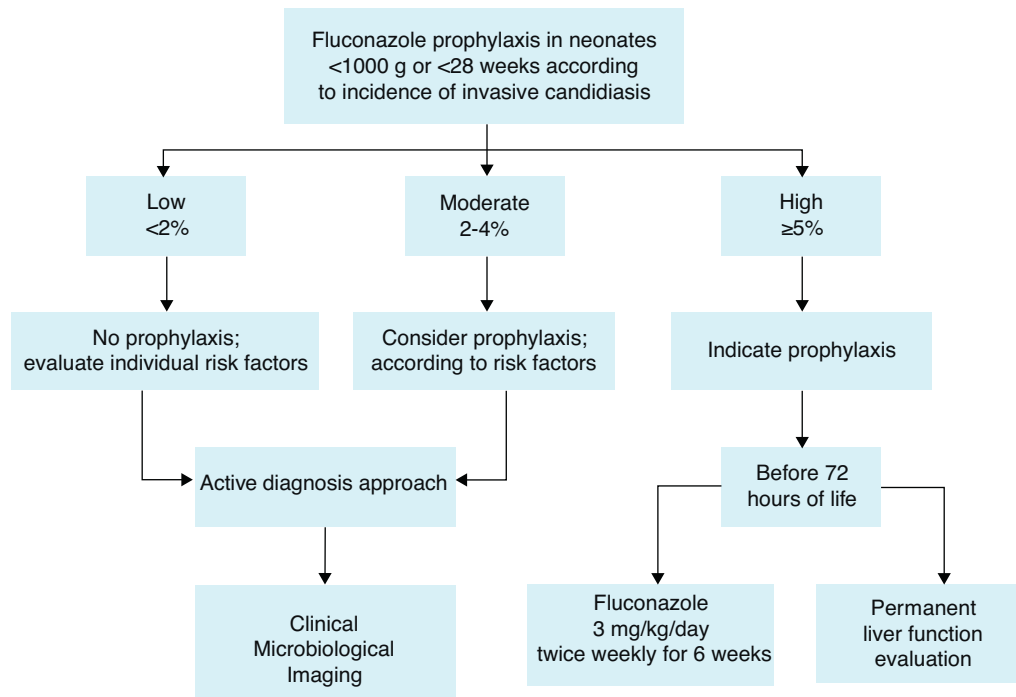 Fluconazole prophylaxis in neonates
<1000 g or <28 weeks according
to incidence of invasive candidiasis
Low
<2%
Moderate
2-4%
High
≥5%
No prophylaxis;
evaluate individual risk factors
Consider prophylaxis;
according to risk factors
Indicate prophylaxis
Active diagnosis approach
Before 72
hours of life
Clinical
Microbiological
Imaging
Fluconazole
3 mg/kg/day
twice weekly for 6 weeks
Permanent
liver function
evaluation